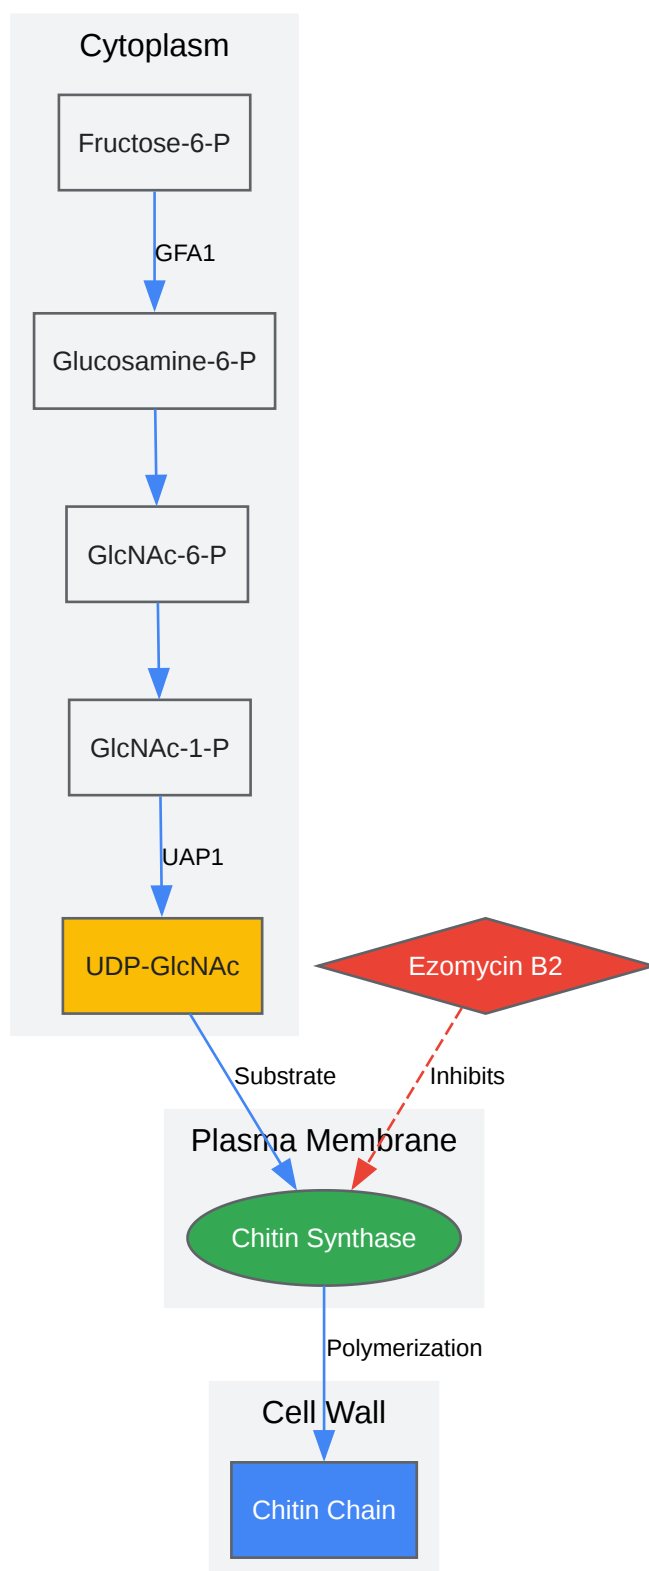 Cytoplasm
Fructose-6-P
GFA1
Glucosamine-6-P
GlcNAc-6-P
GlcNAc-1-P
UAP1
UDP-GlcNAc
Ezomycin B2
Substrate
Inhibits
Plasma Membrane
Chitin Synthase
Polymerization
Cell Wall
Chitin Chain